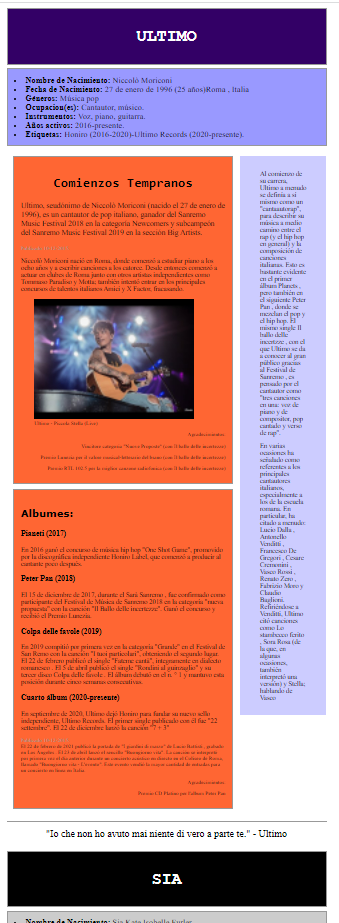 ULTIMO
Nombre de Nacimiento: Niccolò Moriconi
Fecha de Nacimiento: 27 de enero de 1996 (25 años)Roma , Italia
Géneros: Música pop
Ocupacion(es): Cantautor, músico.
Instrumentos: Voz, piano, guitarra.
Años activos: 2016-presente.
Etiquetas: Honiro (2016-2020)-Ultimo Records (2020-presente).
Comienzos Tempranos
Ultimo, seudónimo de Niccolò Moriconi (nacido el 27 de enero de
1996), es un cantautor de pop italiano, ganador del Sanremo
Music Festival 2018 en la categoría Newcomers y subcampeón
del Sanremo Music Festival 2019 en la sección Big Artists.
Niccolò Moriconi nació en Roma, donde comenzó a estudiar piano a los
ocho años y a escribir canciones a los catorce. Desde entonces comenzó a
actuar en clubes de Roma junto con otros artistas independientes como
Tommaso Paradiso y Motta; también intentó entrar en los principales
concursos de talentos italianos Amici y X Factor, fracasando.
Ultimo - Piccola Stella (Live)
Agradecimientos:
Vencitore categoria "Nuove Proposte" (con Il ballo delle incertezze)
Premio Lunezia por el valor musical-literario del brano (con Il ballo delle incertezze)
Premio RTL 102.5 por la mejor canzone radiofonica (con Il ballo delle incertezze)
Albumes:
Pianeti (2017)
En 2016 ganó el concurso de música hip hop "One Shot Game", promovido
por la discográfica independiente Honiro Label, que comenzó a producir al
cantante poco después.
Peter Pan (2018)
El 15 de diciembre de 2017, durante el Sarà Sanremo , fue confirmado como
participante del Festival de Música de Sanremo 2018 en la categoría "nueva
propuesta" con la canción "Il Ballo delle incertezze". Ganó el concurso y
recibió el Premio Lunezia.
Colpa delle favole (2019)
En 2019 compitió por primera vez en la categoría "Grande" en el Festival de
San Remo con la canción "I tuoi particolari", obteniendo el segundo lugar.
El 22 de febrero publicó el single "Fateme cantà", íntegramente en dialecto
romanesco . El 5 de abril publicó el single "Rondini al guinzaglio" y su
tercer disco Colpa delle favole . El álbum debutó en el n. ° 1 y mantuvo esta
posición durante cinco semanas consecutivas.
Cuarto álbum (2020-presente)
En septiembre de 2020, Ultimo dejó Honiro para fundar su nuevo sello
independiente, Ultimo Records. El primer single publicado con él fue "22
settembre". El 22 de diciembre lanzó la canción "7 + 3"
Agradecimientos:
Premio CD Platino por l'album Peter Pan
Al comienzo de
su carrera,
Ultimo a menudo
se definía a sí
mismo como un
"cantautorap",
para describir su
música a medio
camino entre el
rap (y el hip hop
en general) y la
composición de
canciones
italianas. Esto es
bastante evidente
en el primer
álbum Planets ,
pero también en
el siguiente Peter
Pan , donde se
mezclan el pop y
el hip hop. El
mismo single Il
ballo delle
incertezze , con
el que Ultimo se da
a conocer al gran
público gracias
al Festival de
Sanremo , es
pensado por el
cantautor como
"tres canciones
en una: voz de
piano y de
compositor, pop
cantado y verso
de rap".
En varias
ocasiones ha
señalado como
referentes a los
principales
cantautores
italianos,
especialmente a
los de la escuela
romana. En
particular, ha
citado a menudo:
Lucio Dalla ,
Antonello
Venditti ,
Francesco De
Gregori , Cesare
Cremonini ,
Vasco Rossi ,
Renato Zero ,
Fabrizio Moro y
Claudio
Baglioni.
Refiriéndose a
Venditti, Ultimo
citó canciones
como Lo
stambecco ferito
, Sora Rosa (de
la que, en
algunas
ocasiones,
también
interpretó una
versión) y Stella;
hablando de
Vasco
"Io che non ho avuto mai niente di vero a parte te." - Ultimo
SIA
Nombre de Nacimiento: Sia Kate Isobelle Furler